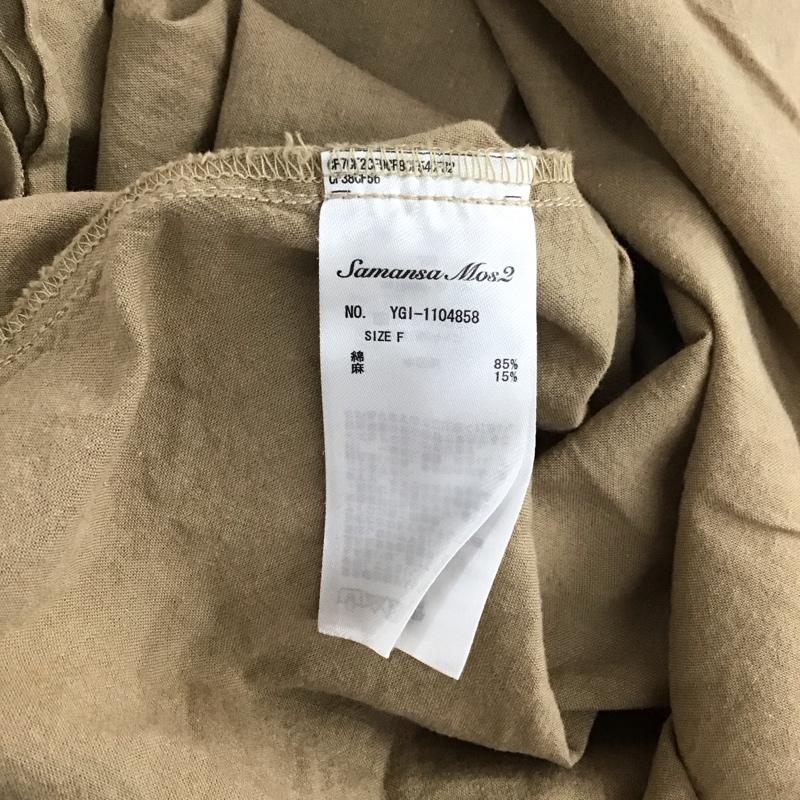 Samansa Mos2
NO. YGI-1104858
SIZE F
綿 85%
麻 15%